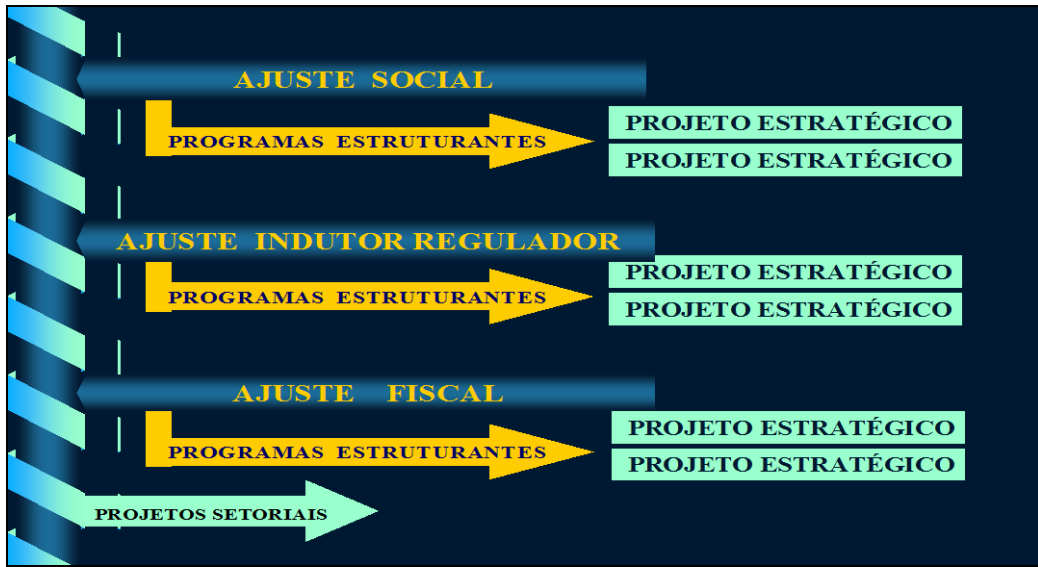 AJUSTE SOCIAL
PROGRAMAS ESTRUTURANTES
PROJETO ESTRATÉGICO
PROJETO ESTRATÉGICO
AJUSTE INDUTOR REGULADOR
PROGRAMAS ESTRUTURANTES
PROJETO ESTRATÉGICO
PROJETO ESTRATÉGICO
AJUSTE FISCAL
PROGRAMAS ESTRUTURANTES
PROJETO ESTRATÉGICO
PROJETO ESTRATÉGICO
PROJETOS SETORIAIS